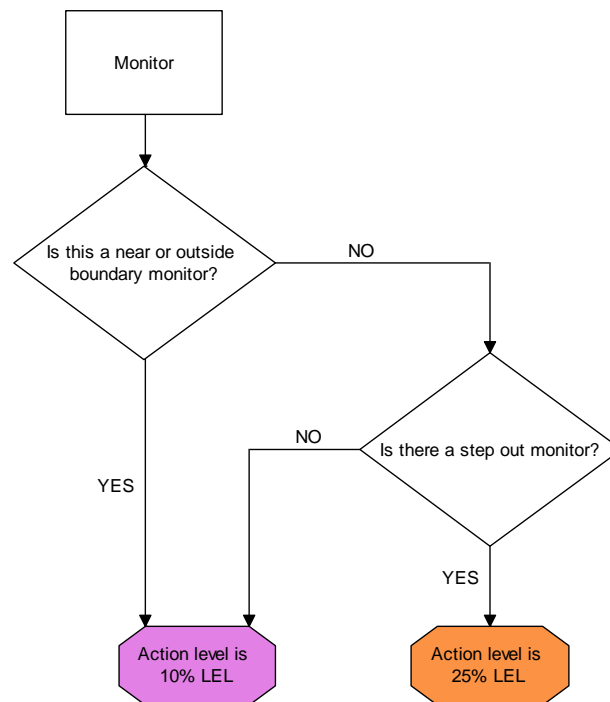 Monitor
Is this a near or outside
boundary monitor?
NO
Is there a step out monitor?
NO
YES
YES
Action level is
10% LEL
Action level is
25% LEL